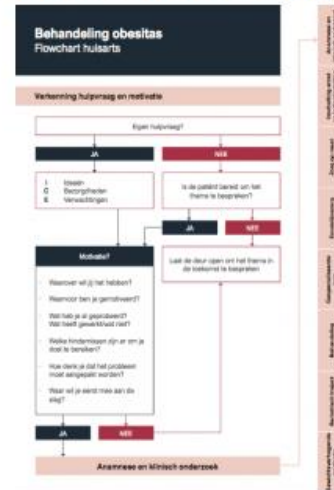 Behandeling obesitas
Flowchart huisarts
Verkenning hulpvraag en motivatie
Eigen hulpvraag?
JA
NEE
I Ideeën
C Bezorgdheden
E Verwachtingen
Is de patiënt bereid om het
thema te bespreken?
JA
NEE
Motivatie?
Laat de deur open om het thema in
de toekomst te bespreken
Waarover wil jij het hebben?
Waarvoor ben je gemotiveerd?
Wat heb je al geprobeerd?
Wat heeft gewerkt/wat niet?
Welke hindernissen zijn er om je
doel te bereiken?
Hoe denk je dat het probleem
moet aangepakt worden?
Waar wil je eerst mee aan de
slag?
JA
NEE
Anamnese en klinisch onderzoek